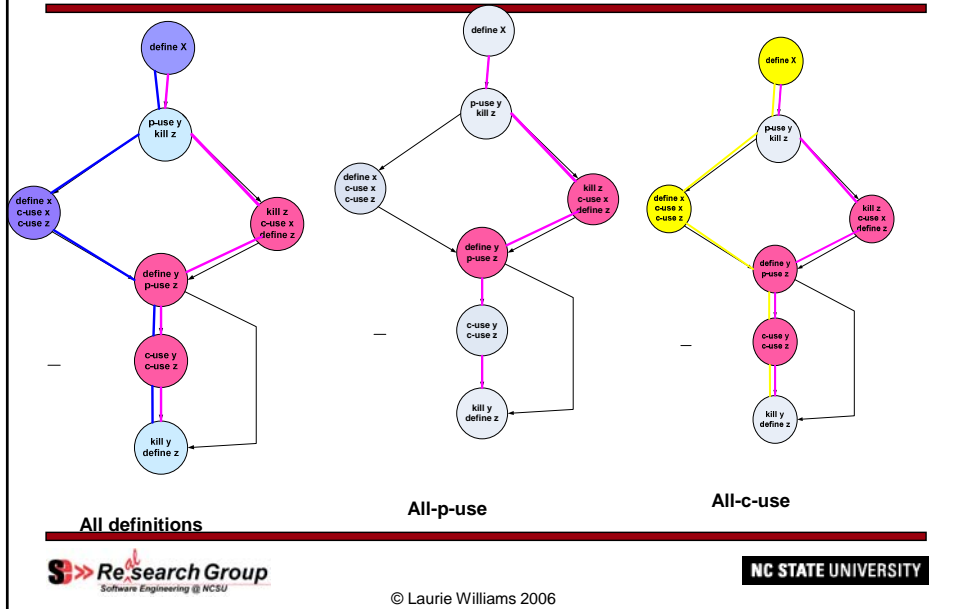 define X
p-use y
kill z
define x
c-use x
c-use z
kill z
c-use x
define z
define y
p-use z
c-use y
c-use z
kill y
define z
All definitions
define X
p-use y
kill z
define x
c-use x
c-use z
kill z
c-use x
define z
define y
p-use z
c-use y
c-use z
kill y
define z
All-p-use
define X
p-use y
kill z
define x
c-use x
c-use z
kill z
c-use x
define z
define y
p-use z
c-use y
c-use z
kill y
define z
All-c-use
Realsearch Group
Software Engineering @ NCSU
© Laurie Williams 2006
NC STATE UNIVERSITY